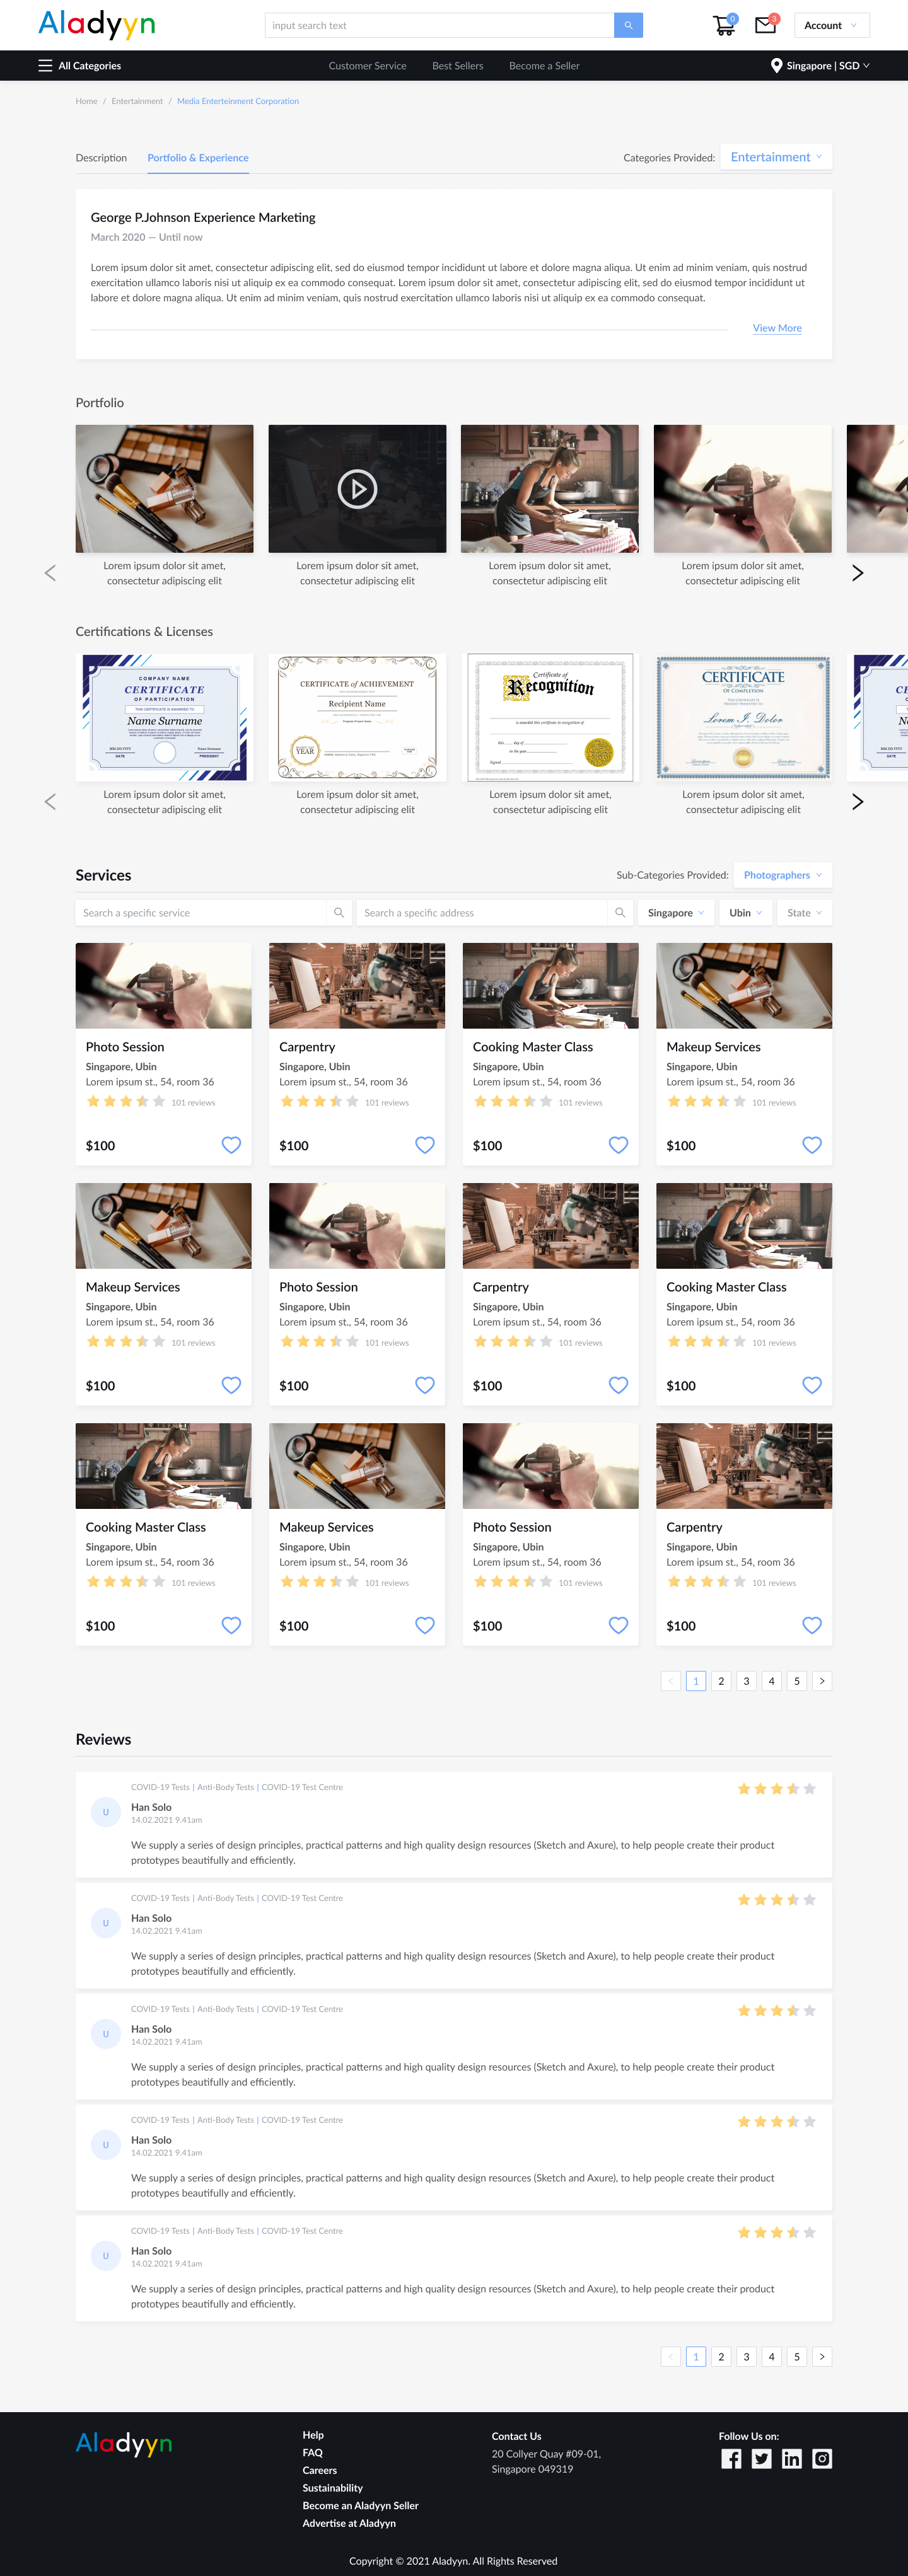 Aladyyn
input search text
0
3
Account
All Categories
Customer Service
Best Sellers
Become a Seller
Singapore | SGD
Home / Entertainment / Media Enterteinment Corporation
Description
Portfolio & Experience
Categories Provided:
Entertainment
George P.Johnson Experience Marketing
March 2020 — Until now
Lorem ipsum dolor sit amet, consectetur adipiscing elit, sed do eiusmod tempor incididunt ut labore et dolore magna aliqua. Ut enim ad minim veniam, quis nostrud
exercitation ullamco laboris nisi ut aliquip ex ea commodo consequat. Lorem ipsum dolor sit amet, consectetur adipiscing elit, sed do eiusmod tempor incididunt ut
labore et dolore magna aliqua. Ut enim ad minim veniam, quis nostrud exercitation ullamco laboris nisi ut aliquip ex ea commodo consequat.
View More
Portfolio
Lorem ipsum dolor sit amet,
consectetur adipiscing elit
Lorem ipsum dolor sit amet,
consectetur adipiscing elit
Lorem ipsum dolor sit amet,
consectetur adipiscing elit
Lorem ipsum dolor sit amet,
consectetur adipiscing elit
Certifications & Licenses
COMPANY NAME
CERTIFICATE
OF PARTICIPATION
THIS CERTIFICATE IS AWARDED TO
Name Surname
DATE
PRESIDENT
CERTIFICATE of ACHIEVEMENT
Recipient Name
YEAR
Certificate of
Recognition
is awarded this certificate in recognition of
CERTIFICATE
OF COMPLETION
Lorem I. Dolor
Lorem ipsum dolor sit amet,
consectetur adipiscing elit
Lorem ipsum dolor sit amet,
consectetur adipiscing elit
Lorem ipsum dolor sit amet,
consectetur adipiscing elit
Lorem ipsum dolor sit amet,
consectetur adipiscing elit
Services
Sub-Categories Provided:
Photographers
Search a specific service
Search a specific address
Singapore
Ubin
State
Photo Session
Singapore, Ubin
Lorem ipsum st., 54, room 36
101 reviews
$100
Carpentry
Singapore, Ubin
Lorem ipsum st., 54, room 36
101 reviews
$100
Cooking Master Class
Singapore, Ubin
Lorem ipsum st., 54, room 36
101 reviews
$100
Makeup Services
Singapore, Ubin
Lorem ipsum st., 54, room 36
101 reviews
$100
Makeup Services
Singapore, Ubin
Lorem ipsum st., 54, room 36
101 reviews
$100
Photo Session
Singapore, Ubin
Lorem ipsum st., 54, room 36
101 reviews
$100
Carpentry
Singapore, Ubin
Lorem ipsum st., 54, room 36
101 reviews
$100
Cooking Master Class
Singapore, Ubin
Lorem ipsum st., 54, room 36
101 reviews
$100
Cooking Master Class
Singapore, Ubin
Lorem ipsum st., 54, room 36
101 reviews
$100
Makeup Services
Singapore, Ubin
Lorem ipsum st., 54, room 36
101 reviews
$100
Photo Session
Singapore, Ubin
Lorem ipsum st., 54, room 36
101 reviews
$100
Carpentry
Singapore, Ubin
Lorem ipsum st., 54, room 36
101 reviews
$100
1 2 3 4 5
Reviews
COVID-19 Tests | Anti-Body Tests | COVID-19 Test Centre
U
Han Solo
14.02.2021 9.41am
We supply a series of design principles, practical patterns and high quality design resources (Sketch and Axure), to help people create their product
prototypes beautifully and efficiently.
COVID-19 Tests | Anti-Body Tests | COVID-19 Test Centre
U
Han Solo
14.02.2021 9.41am
We supply a series of design principles, practical patterns and high quality design resources (Sketch and Axure), to help people create their product
prototypes beautifully and efficiently.
COVID-19 Tests | Anti-Body Tests | COVID-19 Test Centre
U
Han Solo
14.02.2021 9.41am
We supply a series of design principles, practical patterns and high quality design resources (Sketch and Axure), to help people create their product
prototypes beautifully and efficiently.
COVID-19 Tests | Anti-Body Tests | COVID-19 Test Centre
U
Han Solo
14.02.2021 9.41am
We supply a series of design principles, practical patterns and high quality design resources (Sketch and Axure), to help people create their product
prototypes beautifully and efficiently.
COVID-19 Tests | Anti-Body Tests | COVID-19 Test Centre
U
Han Solo
14.02.2021 9.41am
We supply a series of design principles, practical patterns and high quality design resources (Sketch and Axure), to help people create their product
prototypes beautifully and efficiently.
1 2 3 4 5
Aladyyn
Help
FAQ
Careers
Sustainability
Become an Aladyyn Seller
Advertise at Aladyyn
Contact Us
20 Collyer Quay #09-01,
Singapore 049319
Follow Us on:
Copyright © 2021 Aladyyn. All Rights Reserved